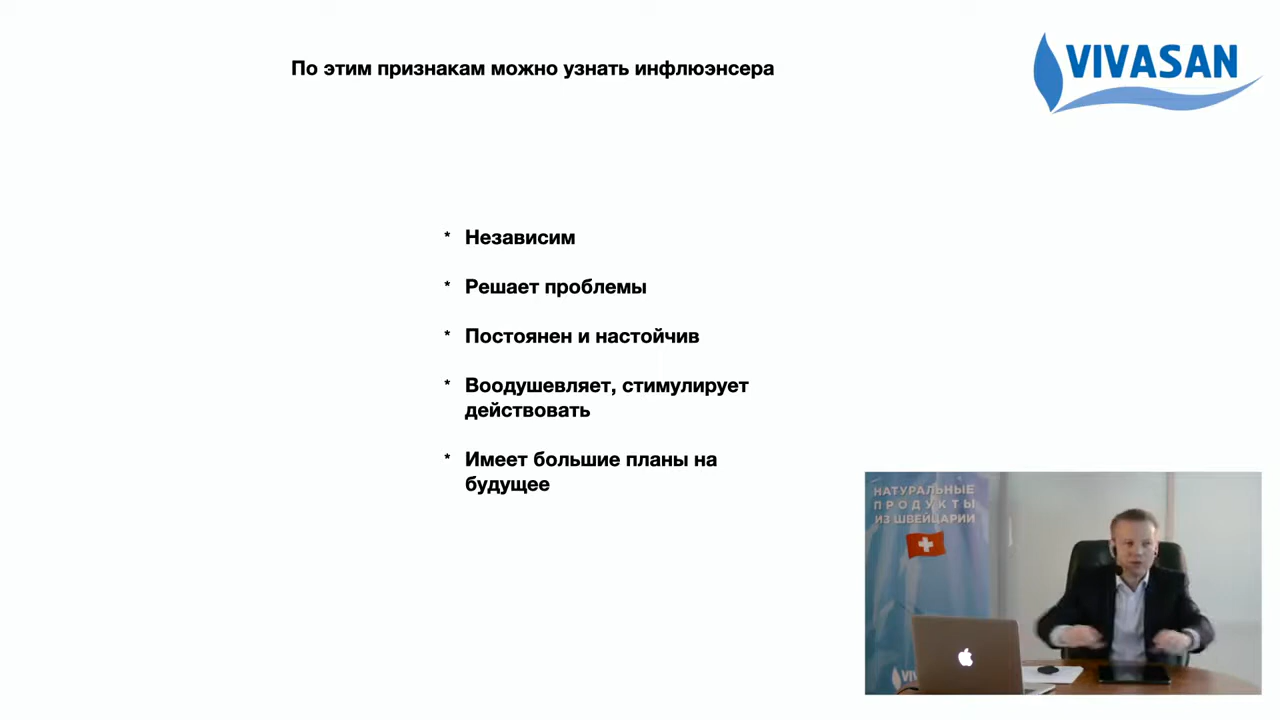 По этим признакам можно узнать инфлюэнсера
VIVASAN
* Независим
* Решает проблемы
* Постоянен и настойчив
* Воодушевляет, стимулирует
действовать
* Имеет большие планы на
будущее
НАТУРАЛЬНЫЕ
ПРОДУКТЫ
ИЗ ШВЕЙЦАРИИ